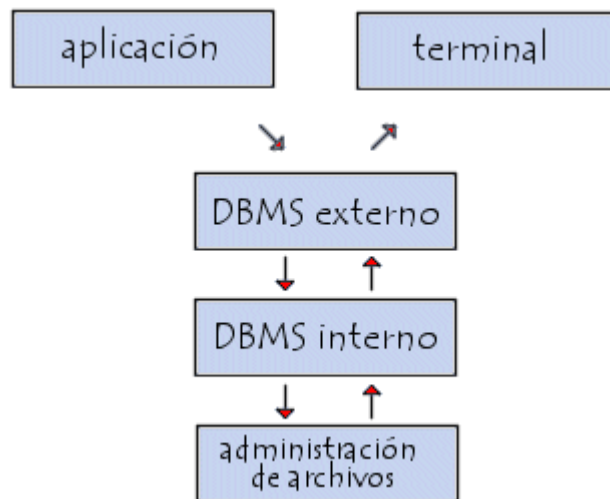 aplicación
terminal
DBMS externo
DBMS interno
administración
de archivos